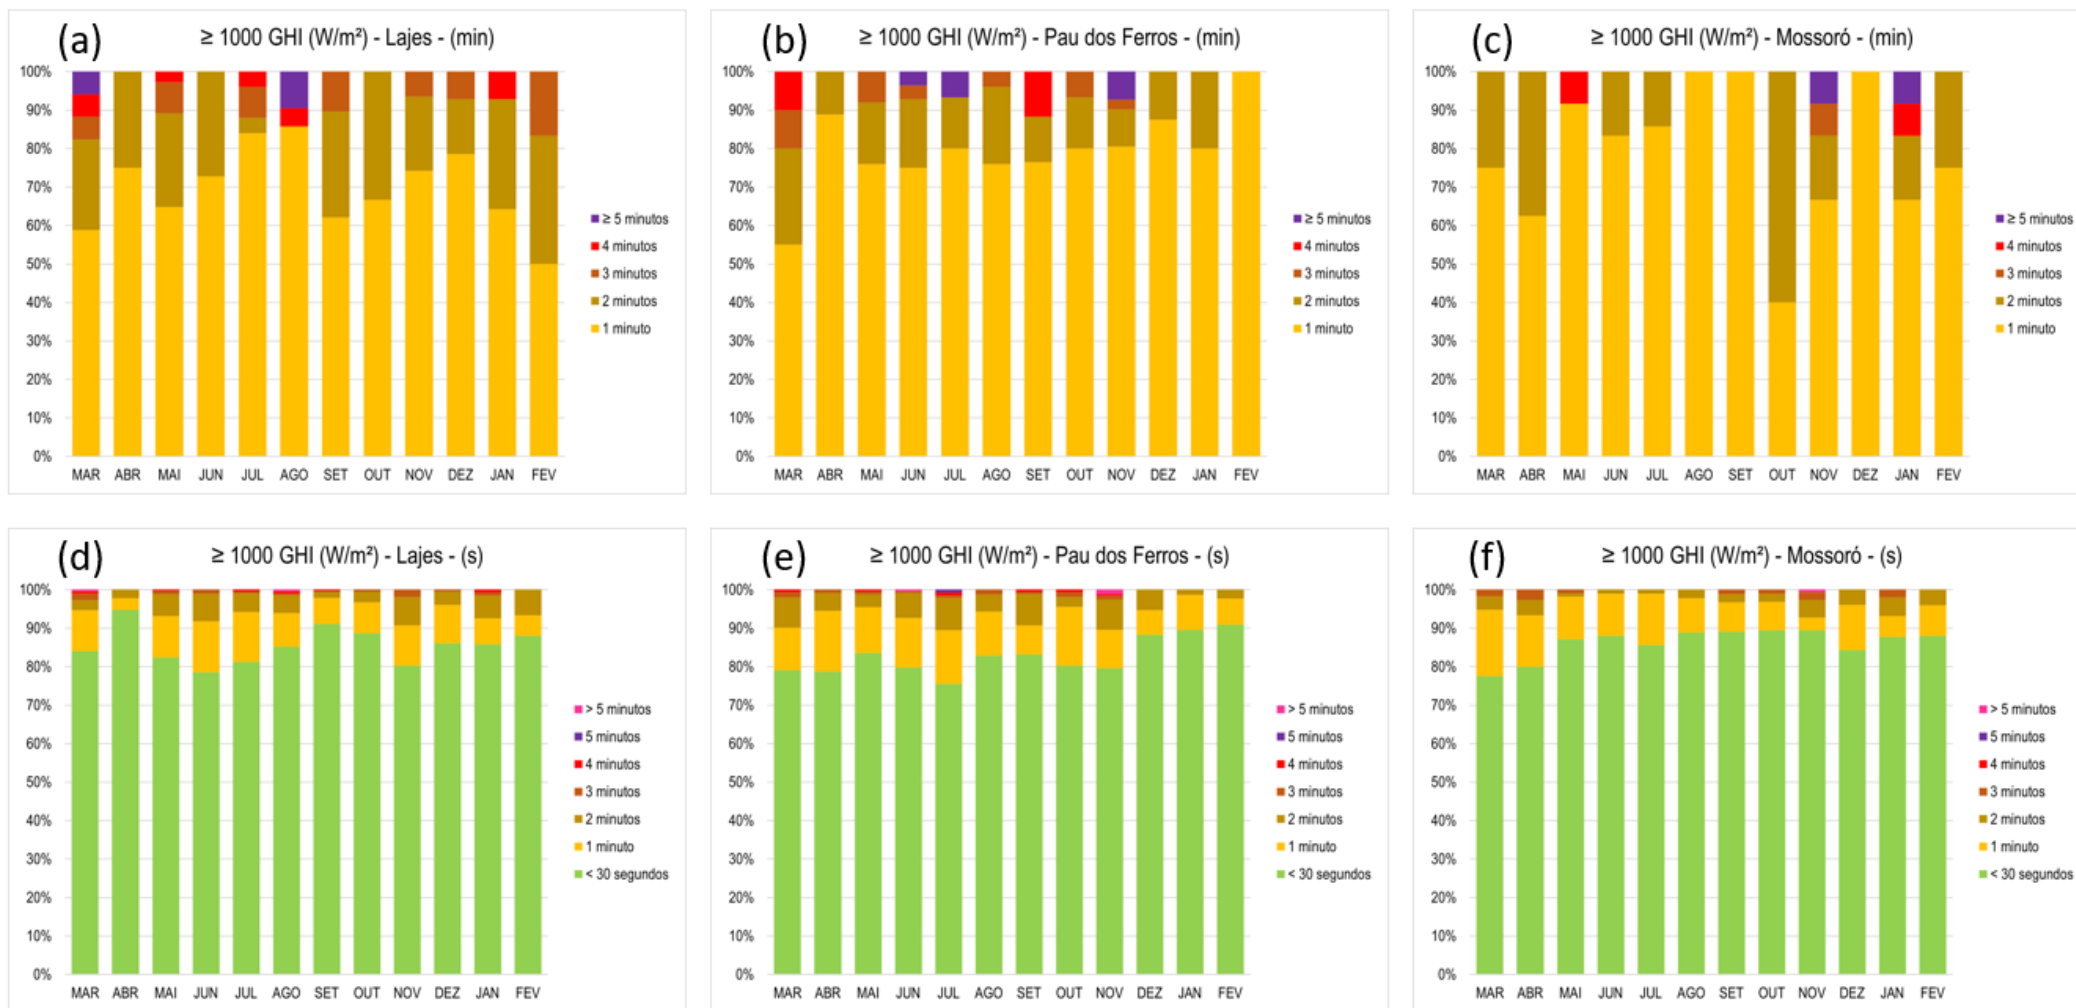 (a)
≥ 1000 GHI (W/m²) - Lajes - (min)
100%
90%
80%
70%
60%
50%
40%
30%
20%
10%
0%
MAR ABR MAI JUN JUL AGO SET OUT NOV DEZ JAN FEV
≥ 5 minutos
4 minutos
3 minutos
2 minutos
1 minuto
(b)
≥ 1000 GHI (W/m²) - Pau dos Ferros - (min)
100%
90%
80%
70%
60%
50%
40%
30%
20%
10%
0%
MAR ABR MAI JUN JUL AGO SET OUT NOV DEZ JAN FEV
≥ 5 minutos
4 minutos
3 minutos
2 minutos
1 minuto
(c)
≥ 1000 GHI (W/m²) - Mossoró - (min)
100%
90%
80%
70%
60%
50%
40%
30%
20%
10%
0%
MAR ABR MAI JUN JUL AGO SET OUT NOV DEZ JAN FEV
≥ 5 minutos
4 minutos
3 minutos
2 minutos
1 minuto
(d)
≥ 1000 GHI (W/m²) - Lajes - (s)
100%
90%
80%
70%
60%
50%
40%
30%
20%
10%
0%
MAR ABR MAI JUN JUL AGO SET OUT NOV DEZ JAN FEV
> 5 minutos
5 minutos
4 minutos
3 minutos
2 minutos
1 minuto
< 30 segundos
(e)
≥ 1000 GHI (W/m²) - Pau dos Ferros - (s)
100%
90%
80%
70%
60%
50%
40%
30%
20%
10%
0%
MAR ABR MAI JUN JUL AGO SET OUT NOV DEZ JAN FEV
> 5 minutos
5 minutos
4 minutos
3 minutos
2 minutos
1 minuto
< 30 segundos
(f)
≥ 1000 GHI (W/m²) - Mossoró - (s)
100%
90%
80%
70%
60%
50%
40%
30%
20%
10%
0%
MAR ABR MAI JUN JUL AGO SET OUT NOV DEZ JAN FEV
> 5 minutos
5 minutos
4 minutos
3 minutos
2 minutos
1 minuto
< 30 segundos